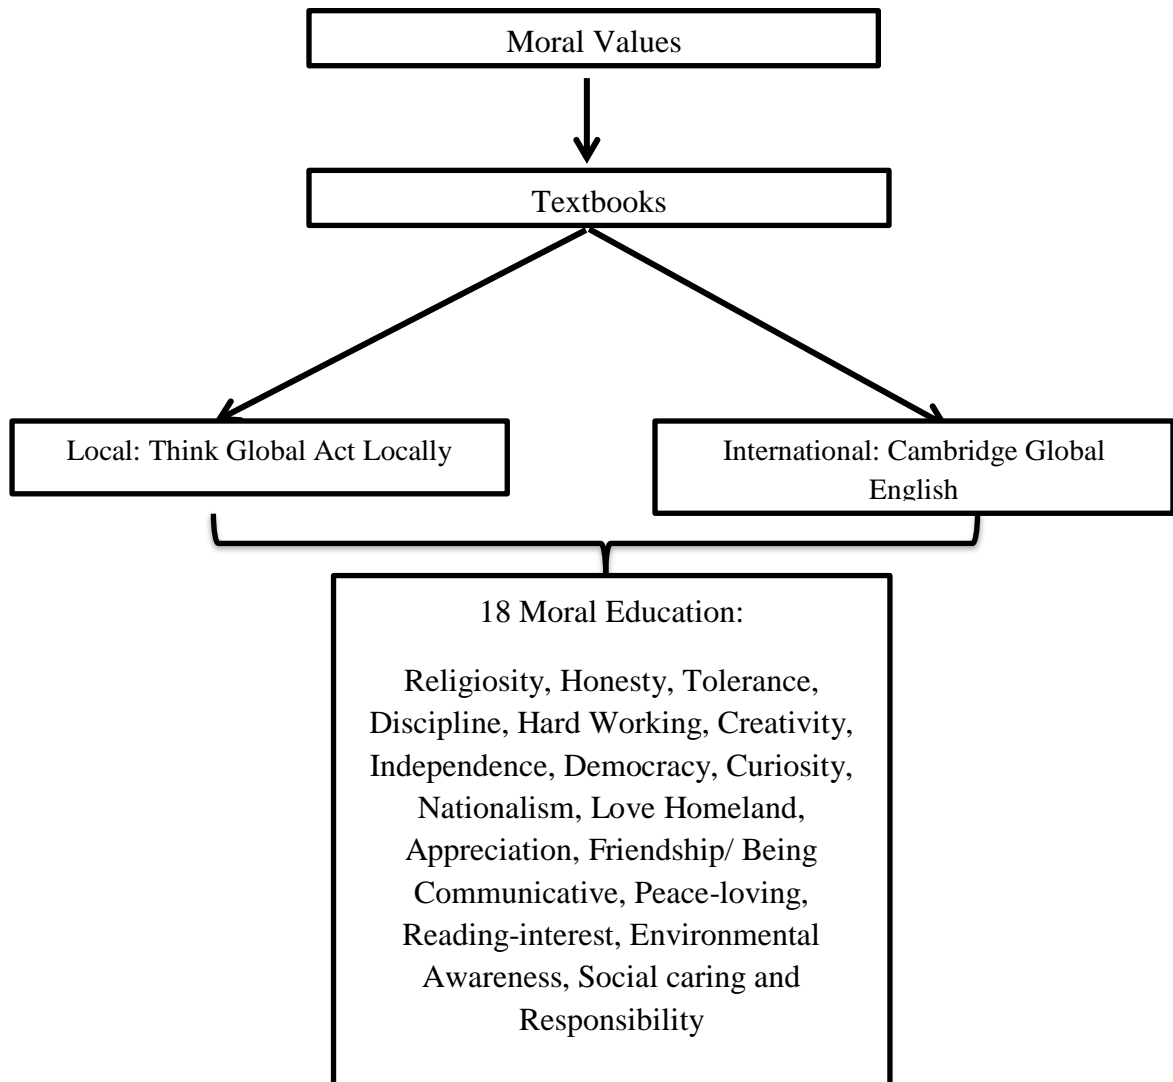 Moral Values
Textbooks
Local: Think Global Act Locally
International: Cambridge Global
English
18 Moral Education:
Religiosity, Honesty, Tolerance,
Discipline, Hard Working, Creativity,
Independence, Democracy, Curiosity,
Nationalism, Love Homeland,
Appreciation, Friendship/ Being
Communicative, Peace-loving,
Reading-interest, Environmental
Awareness, Social caring and
Responsibility